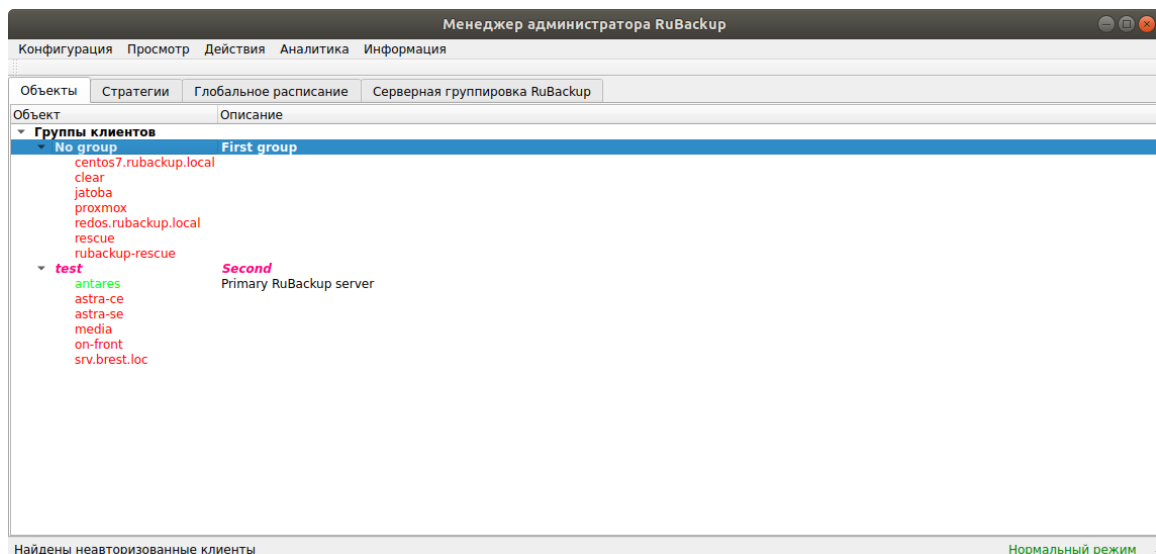 Менеджер администратора RuBackup
Конфигурация Просмотр Действия Аналитика Информация
Объекты Стратегии Глобальное расписание Серверная группировка RuBackup
Объект Описание
Группы клиентов
No group First group
centos7.rubackup.local
clear
jatoba
proxmox
redos.rubackup.local
rescue
rubackup-rescue
test Second
antares Primary RuBackup server
astra-ce
astra-se
media
on-front
srv.brest.loc
Найдены неавторизованные клиенты Нормальный режим